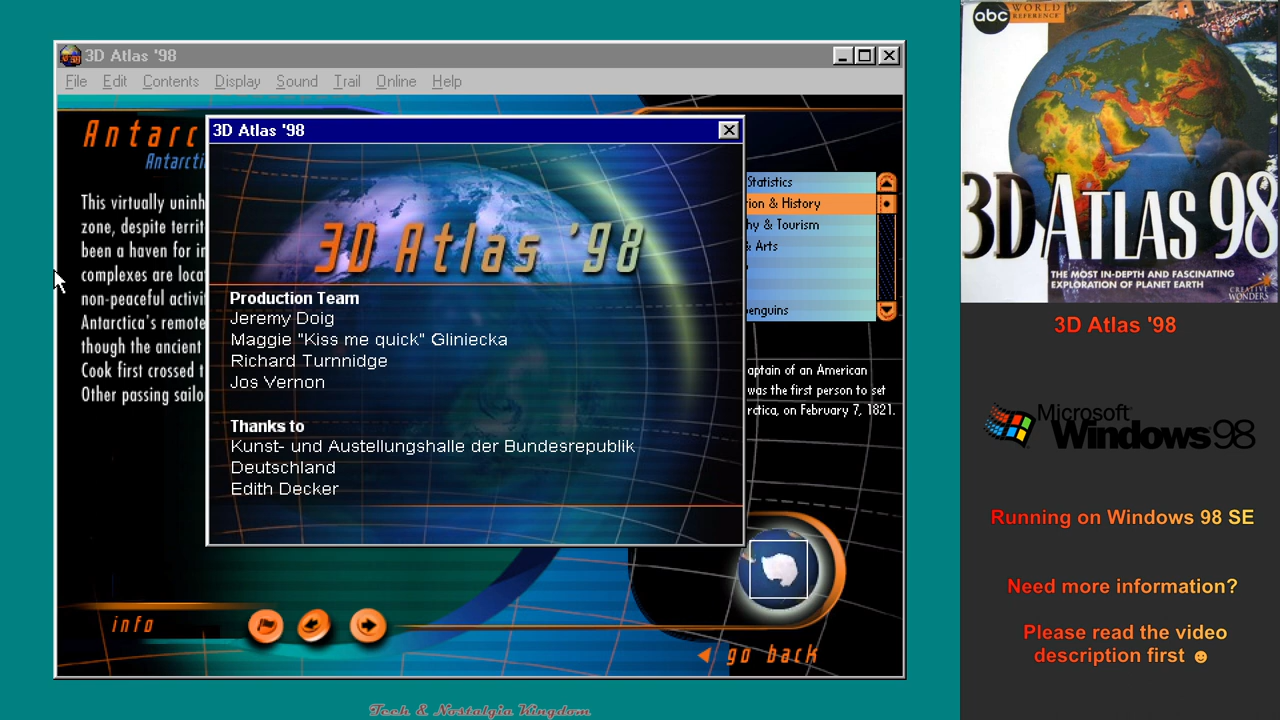 3D Atlas '98
File Edit Contents Display Sound Trail Online Help
Antarc
Antarcti
This virtually uninh
zone, despite territ
been a haven for in
complexes are loca
non-peaceful activi
Antarctica's remote
though the ancient
Cook first crossed t
Other passing sailo
3D Atlas '98
3D Atlas '98
Production Team
Jeremy Doig
Maggie "Kiss me quick" Gliniecka
Richard Turnnidge
Jos Vernon
Thanks to
Kunst- und Austellungshalle der Bundesrepublik
Deutschland
Edith Decker
Statistics
ion & History
hy & Tourism
& Arts
enguins
aptain of an American
was the first person to set
rctica, on February 7, 1821.
info
go back
Tech & Nostalgia Kingdom
abc WORLD
REFERENCE
3D ATLAS 98
THE MOST IN-DEPTH AND FASCINATING
EXPLORATION OF PLANET EARTH
CREATIVE
WONDERS
3D Atlas '98
Microsoft
Windows 98
Running on Windows 98 SE
Need more information?
Please read the video
description first ☻